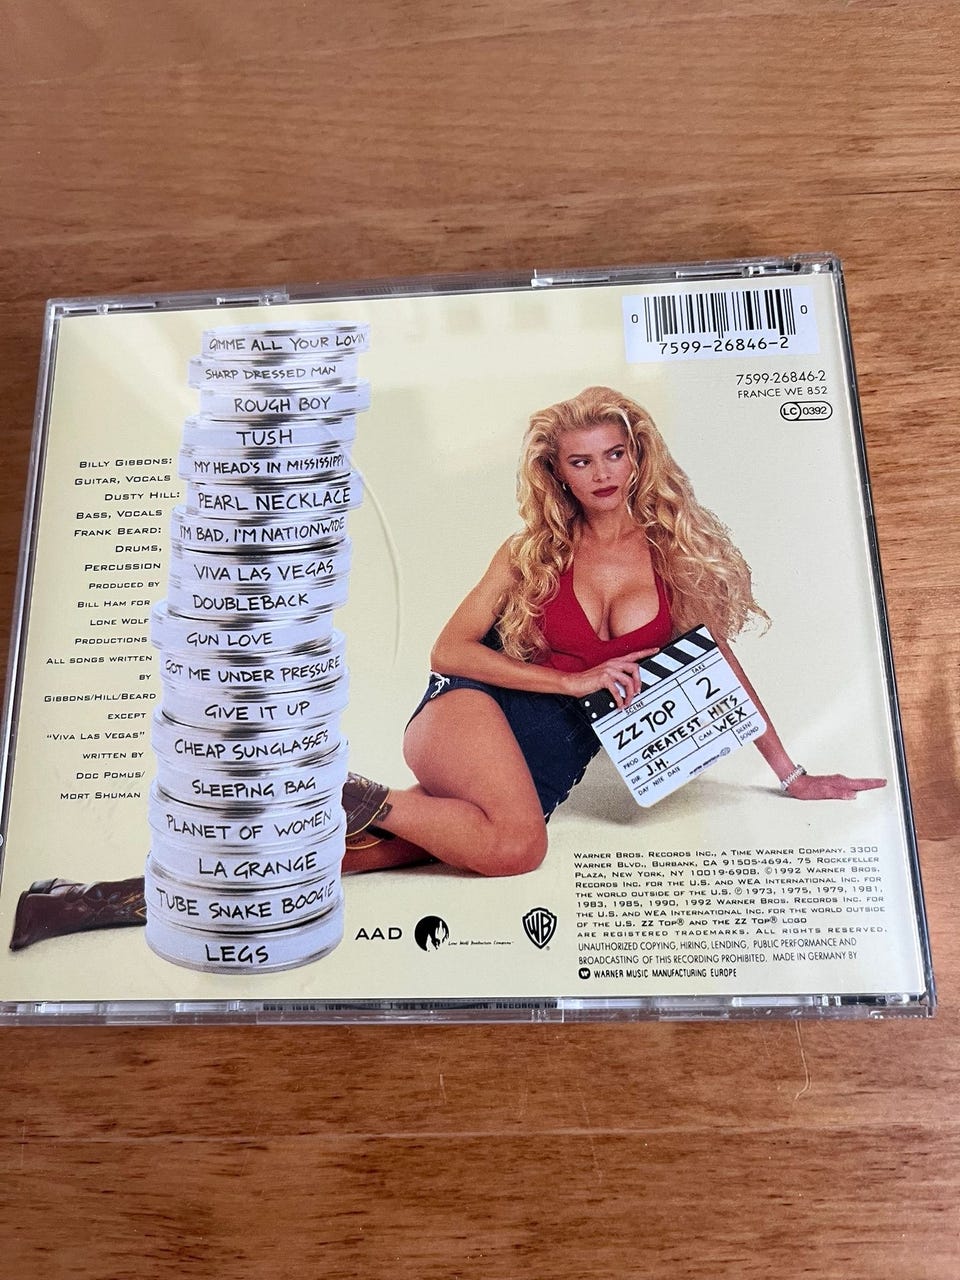 GIMME ALL YOUR LOVIN'
SHARP DRESSED MAN
ROUGH BOY
TUSH
MY HEAD'S IN MISSISSIPPI
PEARL NECKLACE
I'M BAD, I'M NATIONWIDE
VIVA LAS VEGAS
DOUBLEBACK
GUN LOVE
GOT ME UNDER PRESSURE
GIVE IT UP
CHEAP SUNGLASSES
SLEEPING BAG
PLANET OF WOMEN
LA GRANGE
TUBE SNAKE BOOGIE
LEGS
BILLY GIBBONS:
GUITAR, VOCALS
DUSTY HILL:
BASS, VOCALS
FRANK BEARD:
DRUMS,
PERCUSSION
PRODUCED BY
BILL HAM FOR
LONE WOLF
PRODUCTIONS
ALL SONGS WRITTEN
BY
GIBBONS/HILL/BEARD
EXCEPT
"VIVA LAS VEGAS"
WRITTEN BY
DOC POMUS/
MORT SHUMAN
0 0
7599-26846-2
7599-26846-2
FRANCE WE 852
LC 0392
SCENE TAKE
2
ZZ TOP
PROD. GREATEST HITS
DIR. J.H. CAM. WEX
DAY NITE DATE SILENT
SOUND
AAD
Lone Wolf Production Company
WB
WARNER BROS. RECORDS INC., A TIME WARNER COMPANY. 3300
WARNER BLVD., BURBANK, CA 91505-4694. 75 ROCKEFELLER
PLAZA, NEW YORK, NY 10019-6908. ©1992 WARNER BROS.
RECORDS INC. FOR THE U.S. AND WEA INTERNATIONAL INC. FOR
THE WORLD OUTSIDE OF THE U.S. ℗ 1973, 1975, 1979, 1981,
1983, 1985, 1990, 1992 WARNER BROS. RECORDS INC. FOR
THE U.S. AND WEA INTERNATIONAL INC. FOR THE WORLD OUTSIDE
OF THE U.S. ZZ TOP® AND THE ZZ TOP® LOGO
ARE REGISTERED TRADEMARKS. ALL RIGHTS RESERVED.
UNAUTHORIZED COPYING, HIRING, LENDING, PUBLIC PERFORMANCE AND
BROADCASTING OF THIS RECORDING PROHIBITED. MADE IN GERMANY BY
WARNER MUSIC MANUFACTURING EUROPE